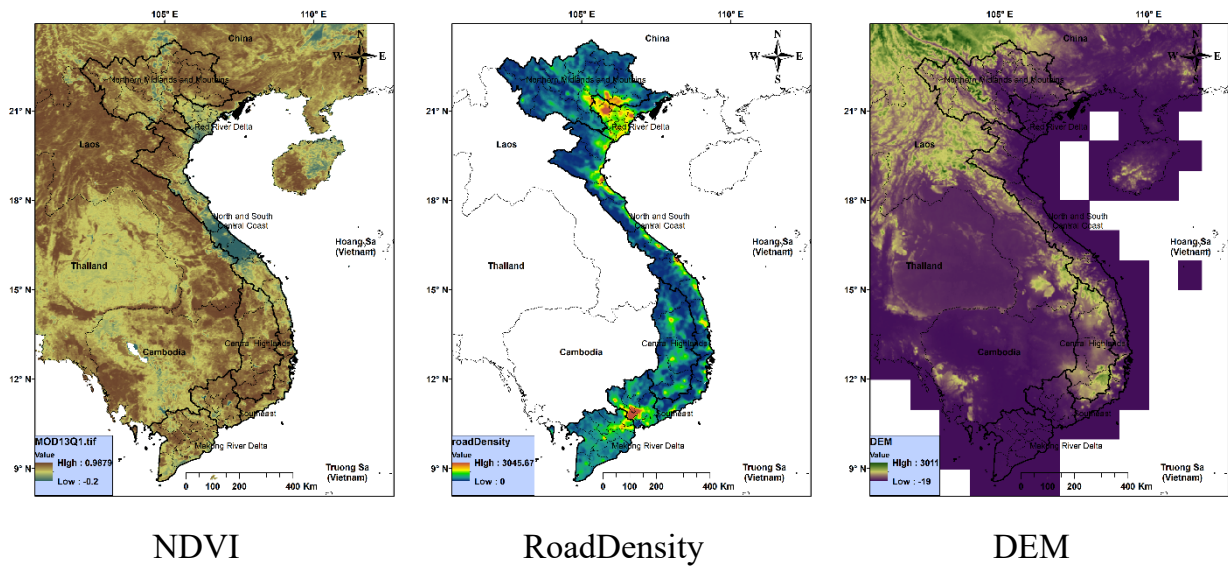 105°E 110°E
China
N
W E
S
Northern Midlands and Mountains
21° N
Red River Delta
Laos
18° N
North and South
Central Coast
Hoang Sa
(Vietnam)
Thailand
15° N
Central Highlands
Cambodia
12° N
Southeast
Mekong River Delta
MOD13Q1.tif
Value
High : 0.9879
Low : -0.2
9° N
0 100 200 400 Km
Truong Sa
(Vietnam)
NDVI
105°E 110°E
China
N
W E
S
Northern Midlands and Mountains
21° N
Red River Delta
Laos
18° N
North and South
Central Coast
Hoang Sa
(Vietnam)
Thailand
15° N
Central Highlands
Cambodia
12° N
Southeast
Mekong River Delta
roadDensity
Value
High : 3045.67
Low : 0
9° N
0 100 200 400 Km
Truong Sa
(Vietnam)
RoadDensity
105°E 110°E
China
N
W E
S
Northern Midlands and Mountains
21° N
Red River Delta
Laos
18° N
North and South
Central Coast
Hoang Sa
(Vietnam)
Thailand
15° N
Central Highlands
Cambodia
12° N
Southeast
Mekong River Delta
DEM
Value
High : 3011
Low : -19
9° N
0 100 200 400 Km
Truong Sa
(Vietnam)
DEM